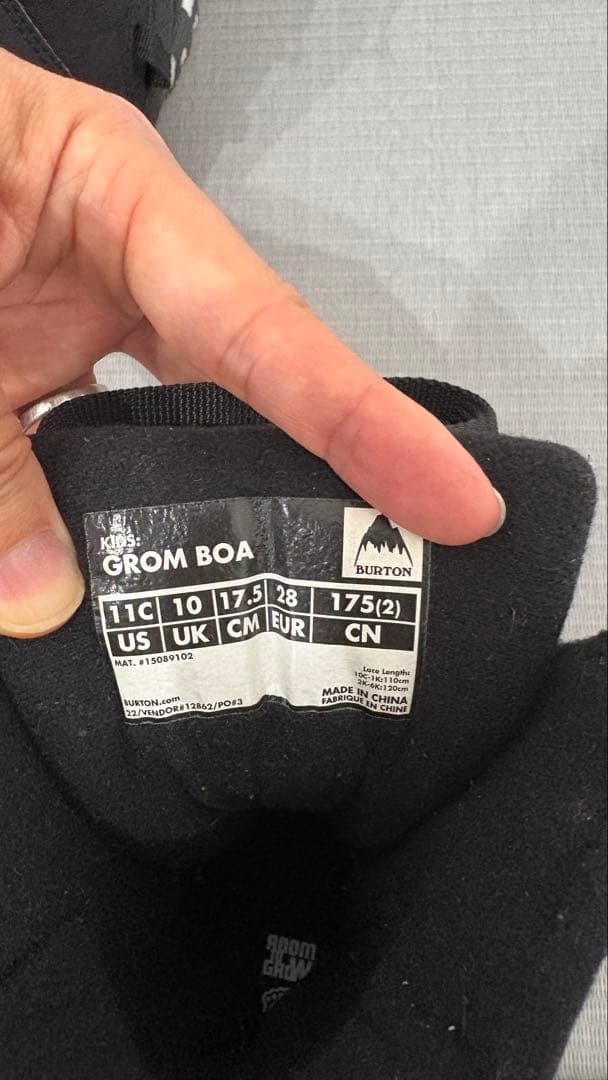 KIDS:
GROM BOA
BURTON
11C 10 17.5 28 175(2)
US UK CM EUR CN
MAT. #15089102
Lace Length:
10C-1K:110cm
2K-6K:120cm
BURTON.com
22/VENDOR#12862/PO#3
MADE IN CHINA
FABRIQUE EN CHINE
ROOM
TO
GROW